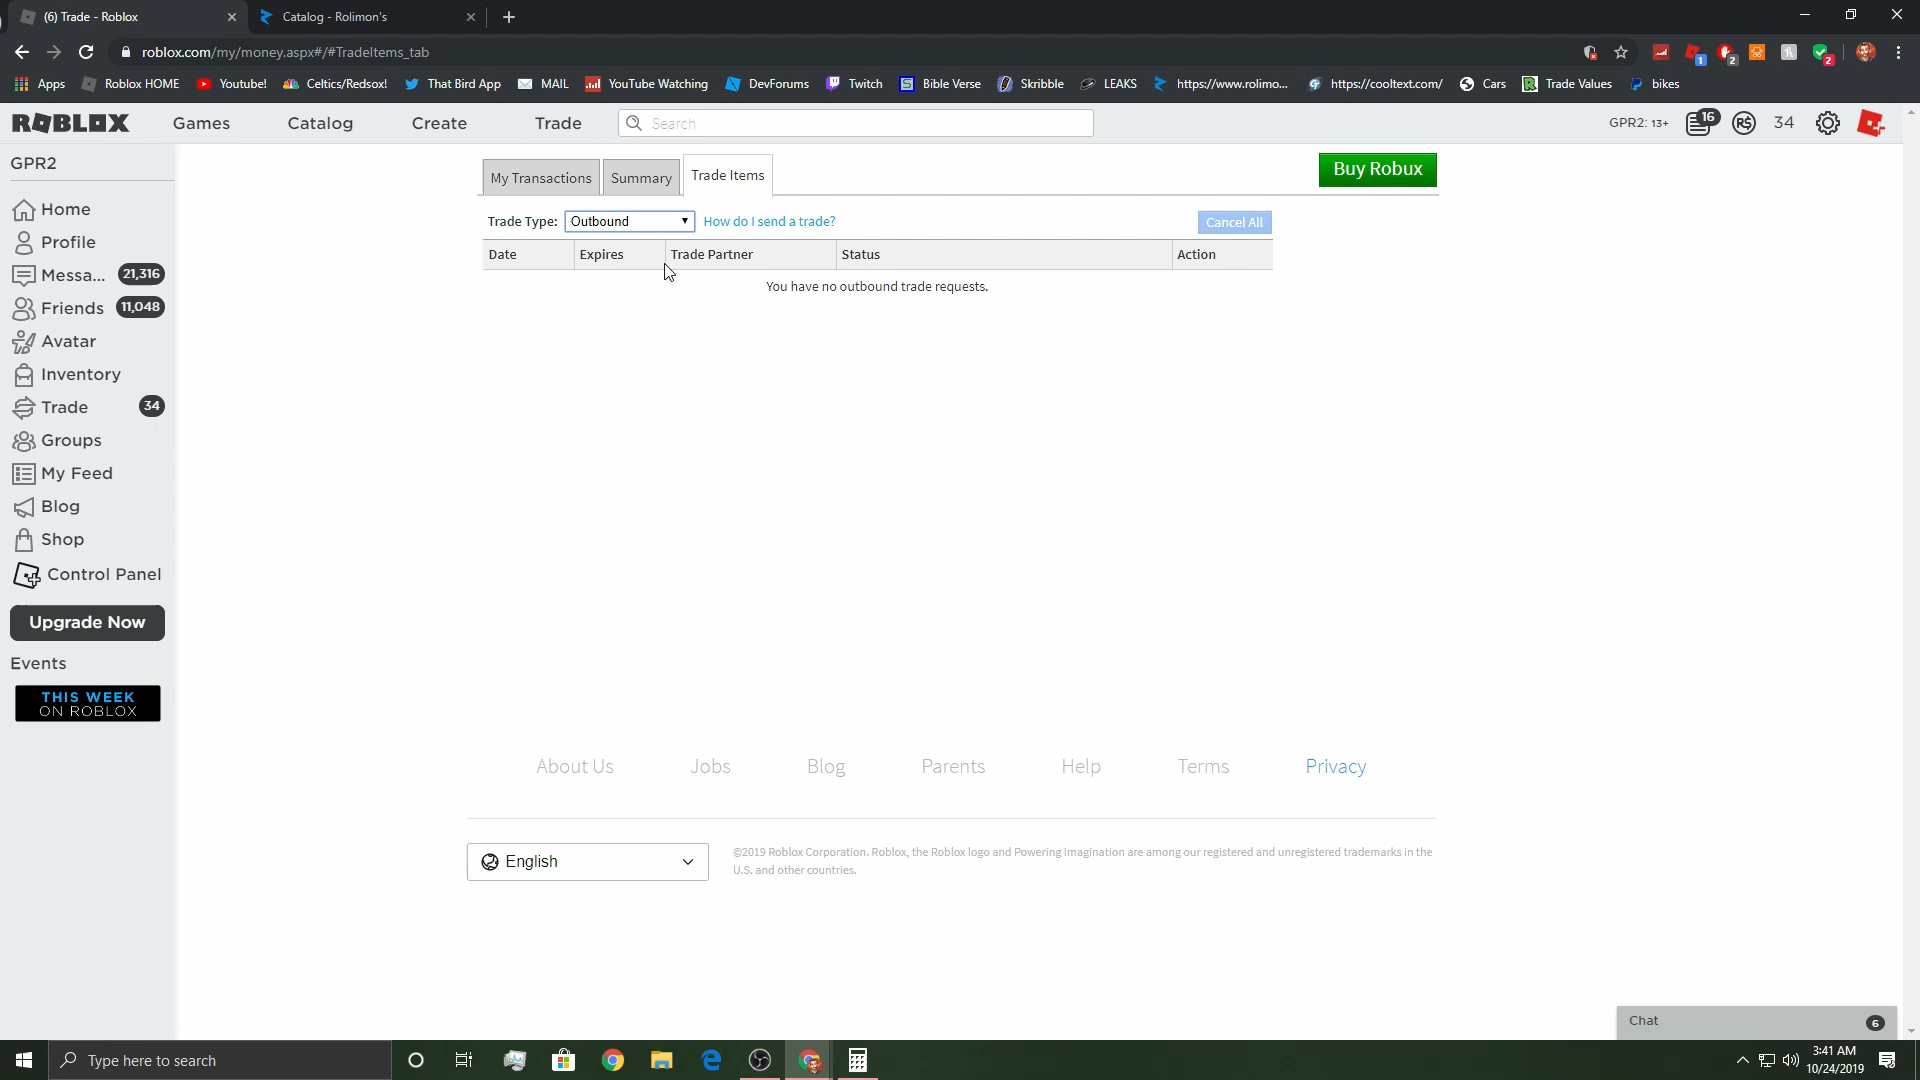 (6) Trade - Roblox
Catalog - Rolimon's
roblox.com/my/money.aspx#/#TradeItems_tab
1
2
2
Apps
Roblox HOME
Youtube!
Celtics/Redsox!
That Bird App
MAIL
YouTube Watching
DevForums
Twitch
Bible Verse
Skribble
LEAKS
https://www.rolimo...
https://cooltext.com/
Cars
Trade Values
bikes
ROBLOX
Games
Catalog
Create
Trade
Search
GPR2: 13+
16
34
GPR2
Home
Profile
Messa... 21,316
Friends 11,048
Avatar
Inventory
Trade 34
Groups
My Feed
Blog
Shop
Control Panel
Upgrade Now
Events
THIS WEEK
ON ROBLOX
My Transactions
Summary
Trade Items
Buy Robux
Trade Type: Outbound How do I send a trade? Cancel All
Date Expires Trade Partner Status Action
You have no outbound trade requests.
About Us Jobs Blog Parents Help Terms Privacy
English
©2019 Roblox Corporation. Roblox, the Roblox logo and Powering Imagination are among our registered and unregistered trademarks in the
U.S. and other countries.
Chat 6
Type here to search
3:41 AM
10/24/2019